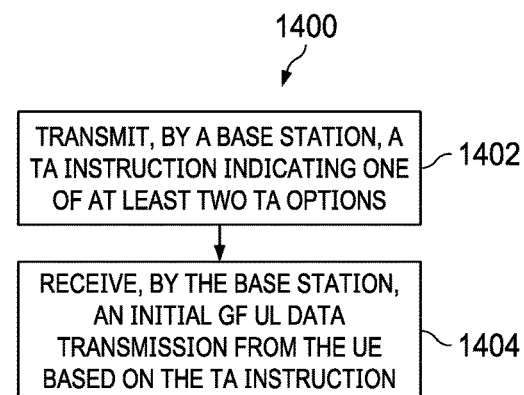 1400
TRANSMIT, BY A BASE STATION, A
TA INSTRUCTION INDICATING ONE
OF AT LEAST TWO TA OPTIONS
1402
RECEIVE, BY THE BASE STATION,
AN INITIAL GF UL DATA
TRANSMISSION FROM THE UE
BASED ON THE TA INSTRUCTION
1404